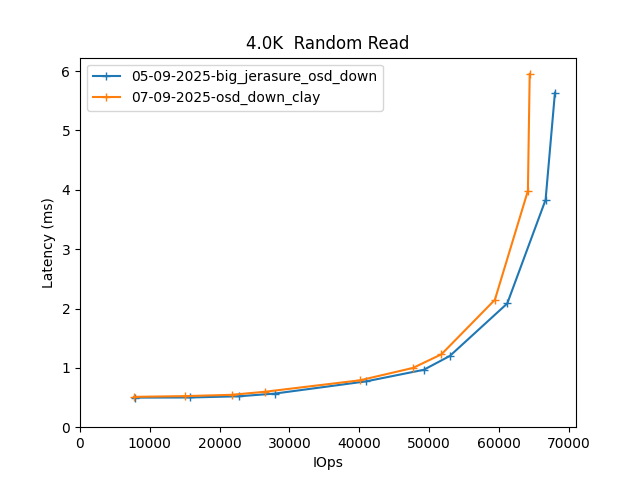 4.0K  Random Read
05-09-2025-big_jerasure_osd_down
07-09-2025-osd_down_clay
Latency (ms)
6
5
4
3
2
1
0
0 10000 20000 30000 40000 50000 60000 70000
IOps